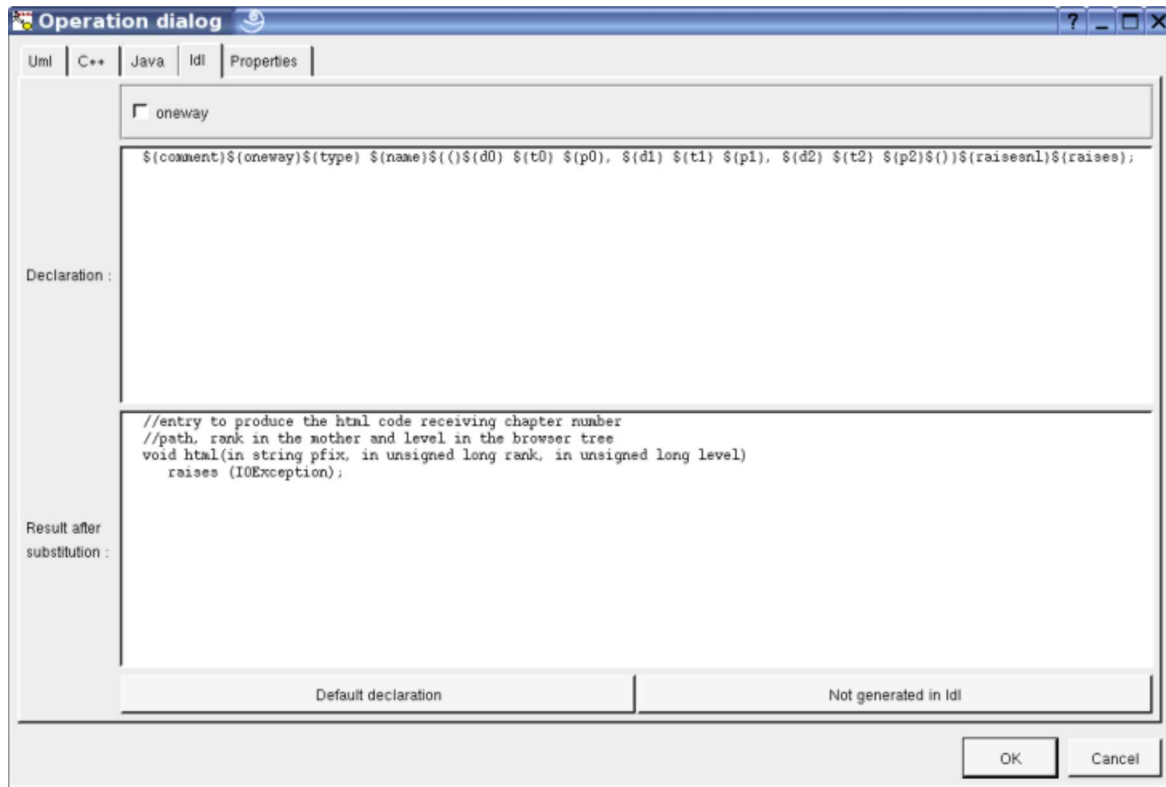 Operation dialog
?
Uml C++ Java Idl Properties
oneway
${comment}${oneway}${type} ${name}${(}${d0} ${t0} ${p0}, ${d1} ${t1} ${p1}, ${d2} ${t2} ${p2}${)}${raisesnl}${raises};
Declaration :
//entry to produce the html code receiving chapter number
//path, rank in the mother and level in the browser tree
void html(in string pfix, in unsigned long rank, in unsigned long level)
raises (IOException);
Result after
substitution :
Default declaration Not generated in Idl
OK Cancel